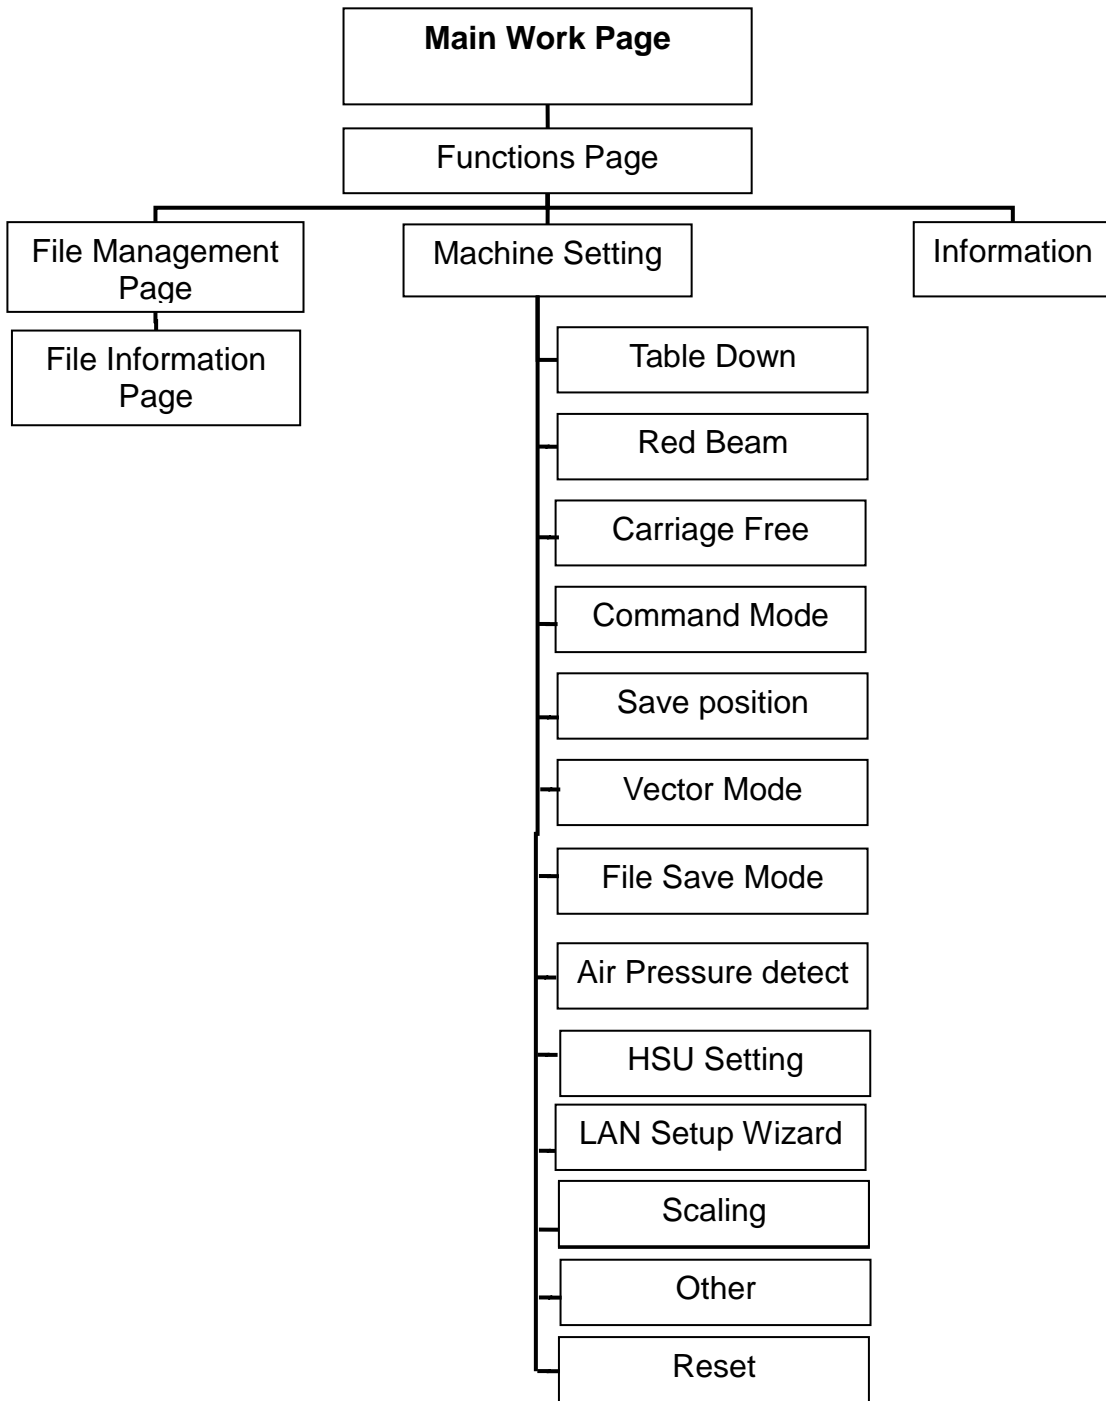 Main Work Page
Functions Page
File Management
Page
Machine Setting
Information
File Information
Page
Table Down
Red Beam
Carriage Free
Command Mode
Save position
Vector Mode
File Save Mode
Air Pressure detect
HSU Setting
LAN Setup Wizard
Scaling
Other
Reset